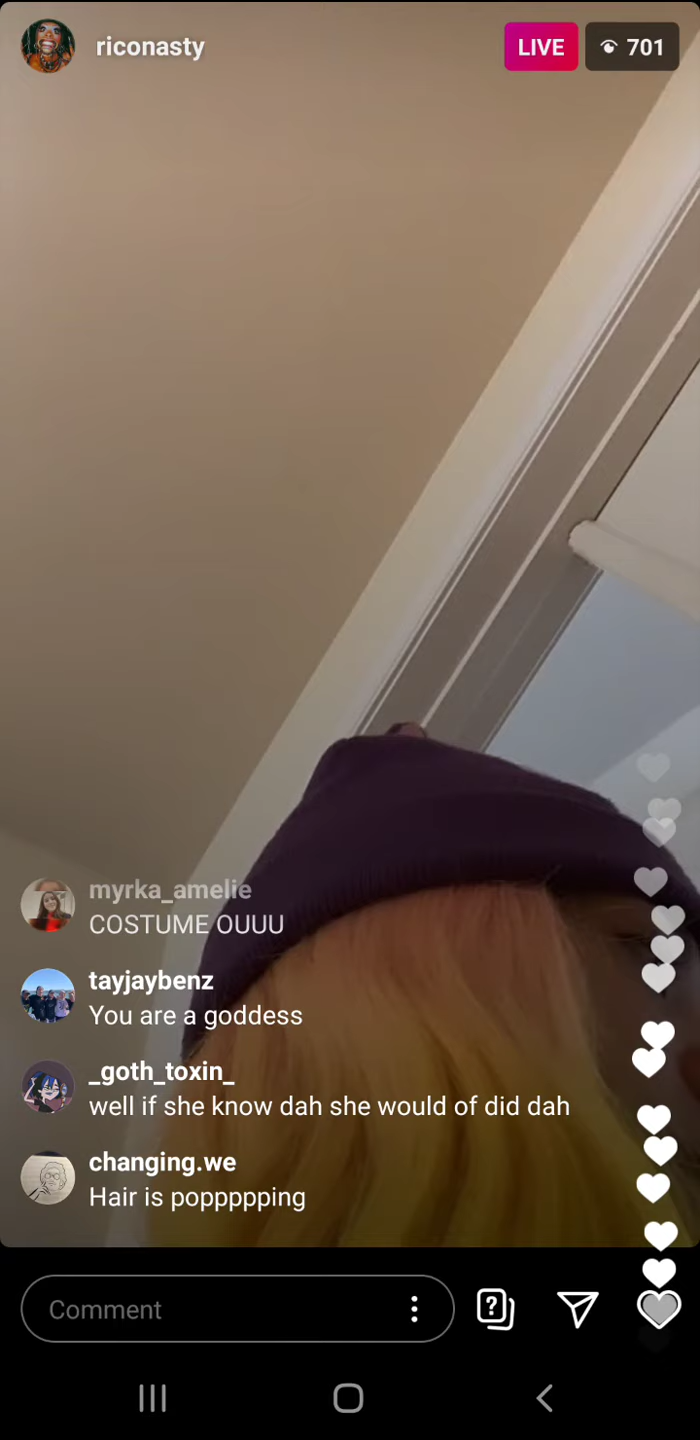 riconasty
LIVE
701
myrka_amelie
COSTUME OUUU
tayjaybenz
You are a goddess
_goth_toxin_
well if she know dah she would of did dah
changing.we
Hair is poppppping
Comment